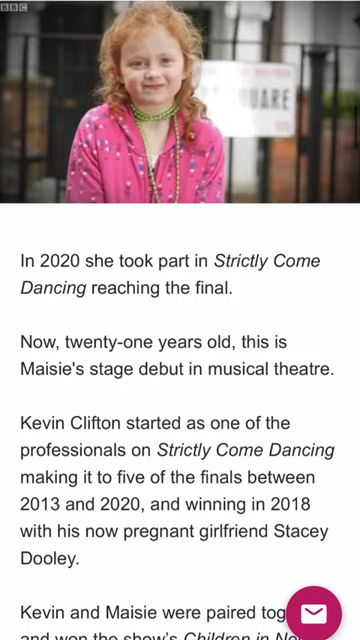 BBC
UARE
In 2020 she took part in Strictly Come
Dancing reaching the final.
Now, twenty-one years old, this is
Maisie's stage debut in musical theatre.
Kevin Clifton started as one of the
professionals on Strictly Come Dancing
making it to five of the finals between
2013 and 2020, and winning in 2018
with his now pregnant girlfriend Stacey
Dooley.
Kevin and Maisie were paired tog
and won the show's Children in